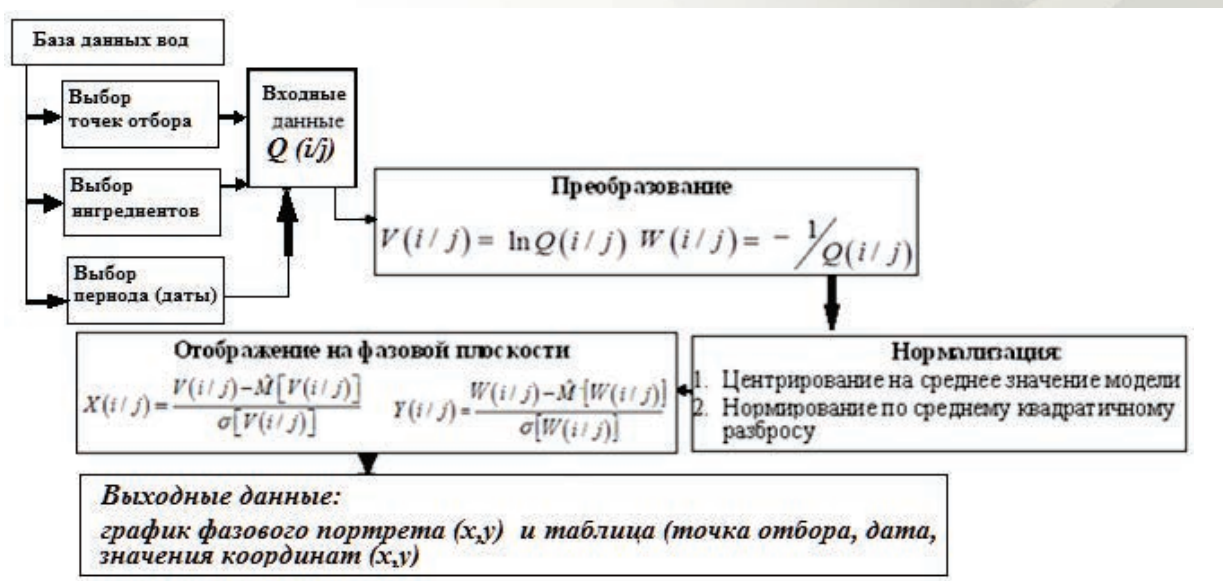 База данных вод
Выбор
точек отбора
Выбор
ингредиентов
Выбор
периода (даты)
Входные
данные
Q (i/j)
Преобразование
V(i / j) = ln Q(i / j) W(i / j) = - 1/Q(i / j)
Нормализация:
1. Центрирование на среднее значение модели
2. Нормирование по среднему квадратичному
разбросу
Отображение на фазовой плоскости
X(i / j) = V(i / j) - M̂[V(i / j)] / σ[V(i / j)] Y(i / j) = W(i / j) - M̂[W(i / j)] / σ[W(i / j)]
Выходные данные:
график фазового портрета (x,y) и таблица (точка отбора, дата,
значения координат (x,y)